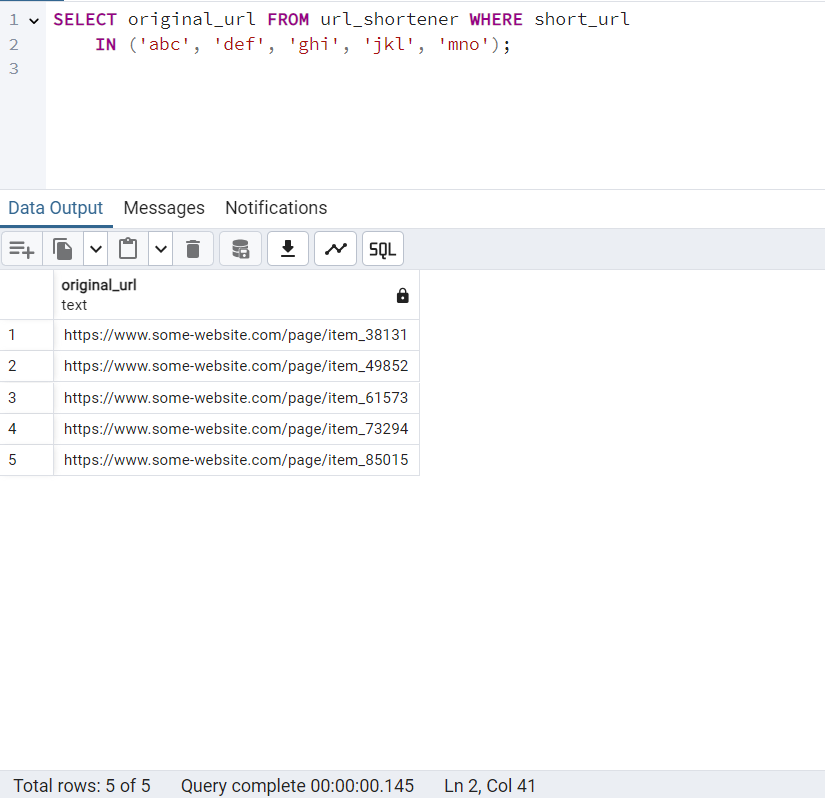 1 SELECT original_url FROM url_shortener WHERE short_url
2 IN ('abc', 'def', 'ghi', 'jkl', 'mno');
3
Data Output Messages Notifications
SQL
original_url
text
1 https://www.some-website.com/page/item_38131
2 https://www.some-website.com/page/item_49852
3 https://www.some-website.com/page/item_61573
4 https://www.some-website.com/page/item_73294
5 https://www.some-website.com/page/item_85015
Total rows: 5 of 5 Query complete 00:00:00.145 Ln 2, Col 41